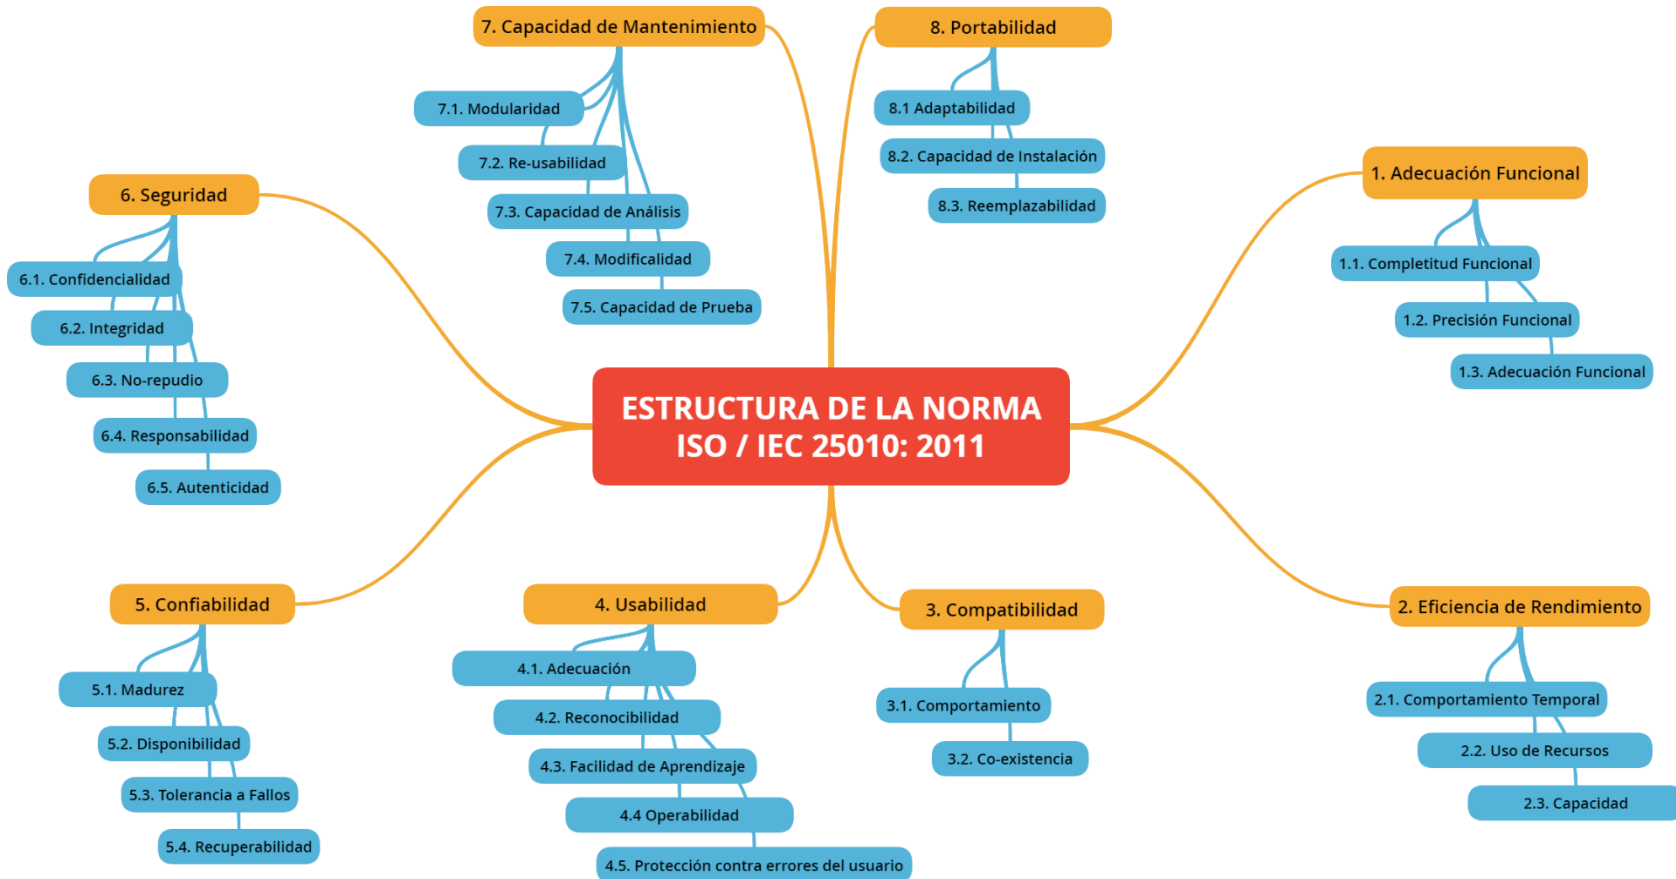 7. Capacidad de Mantenimiento
7.1. Modularidad
7.2. Re-usabilidad
7.3. Capacidad de Análisis
7.4. Modificalidad
7.5. Capacidad de Prueba
8. Portabilidad
8.1 Adaptabilidad
8.2. Capacidad de Instalación
8.3. Reemplazabilidad
6. Seguridad
6.1. Confidencialidad
6.2. Integridad
6.3. No-repudio
6.4. Responsabilidad
6.5. Autenticidad
1. Adecuación Funcional
1.1. Completitud Funcional
1.2. Precisión Funcional
1.3. Adecuación Funcional
ESTRUCTURA DE LA NORMA
ISO / IEC 25010: 2011
5. Confiabilidad
5.1. Madurez
5.2. Disponibilidad
5.3. Tolerancia a Fallos
5.4. Recuperabilidad
4. Usabilidad
4.1. Adecuación
4.2. Reconocibilidad
4.3. Facilidad de Aprendizaje
4.4 Operabilidad
4.5. Protección contra errores del usuario
3. Compatibilidad
3.1. Comportamiento
3.2. Co-existencia
2. Eficiencia de Rendimiento
2.1. Comportamiento Temporal
2.2. Uso de Recursos
2.3. Capacidad